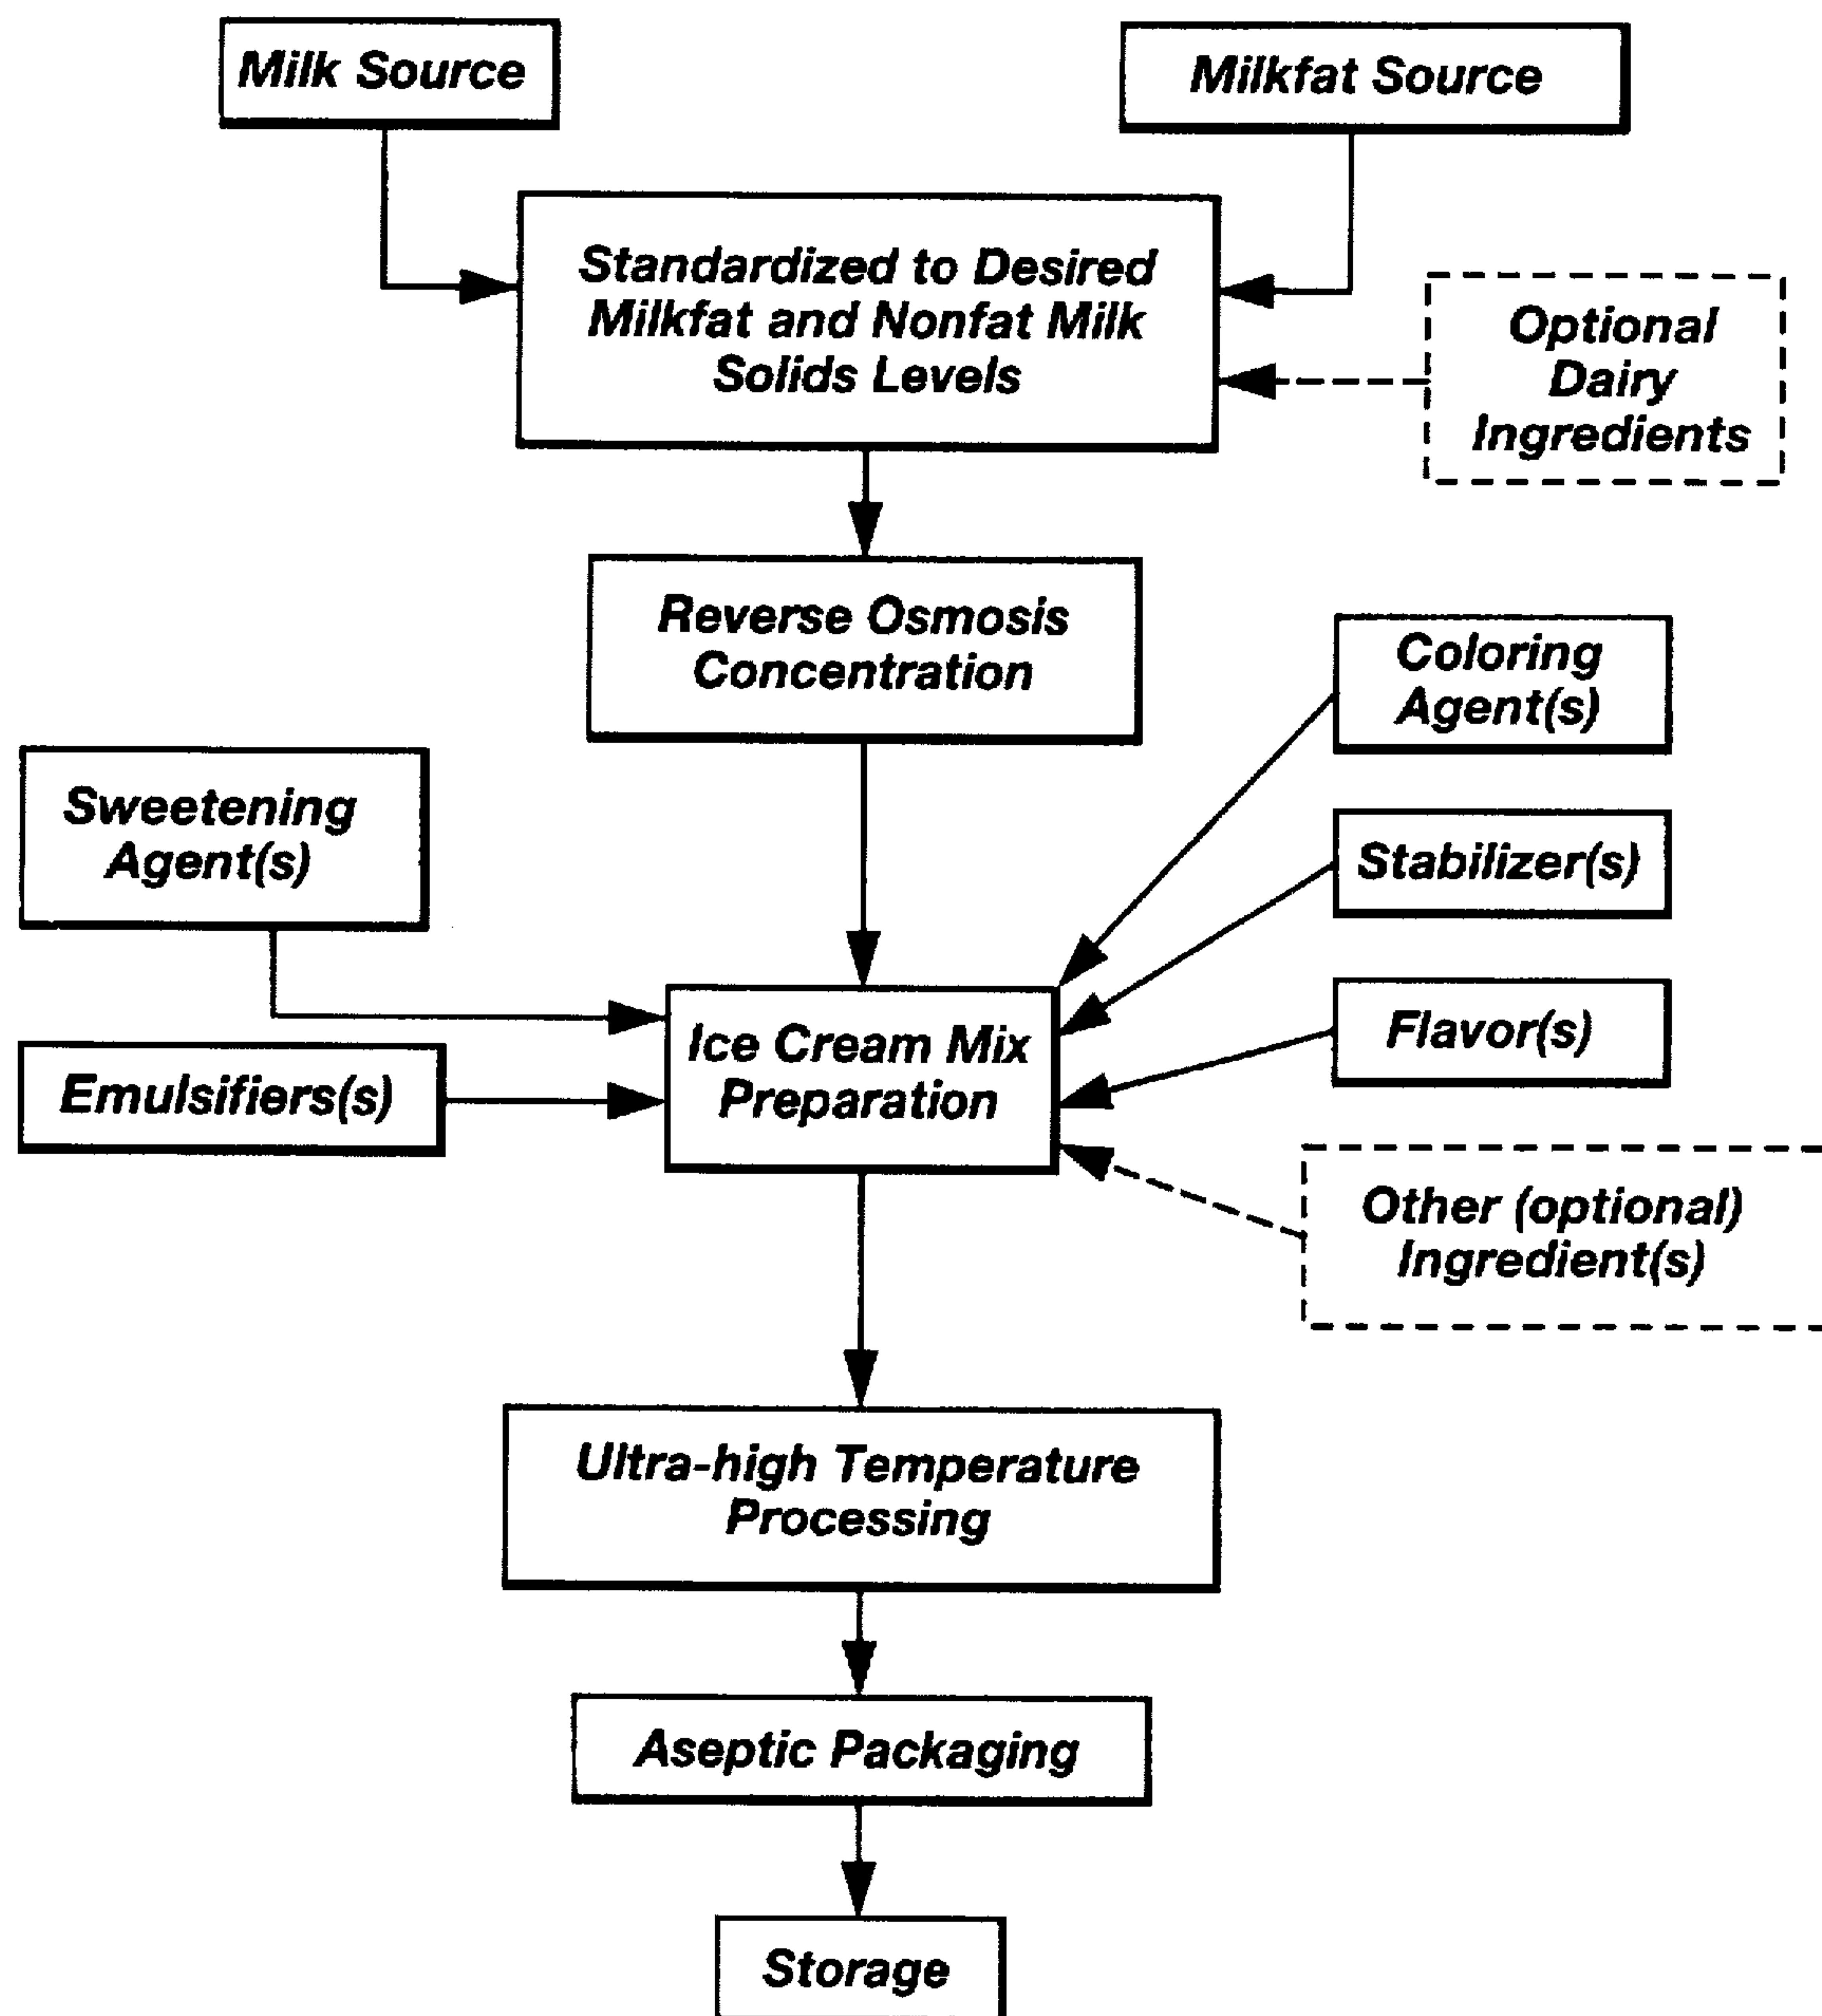 Milk Source
Milkfat Source
Standardized to Desired
Milkfat and Nonfat Milk
Solids Levels
Optional
Dairy
Ingredients
Reverse Osmosis
Concentration
Coloring
Agent(s)
Sweetening
Agent(s)
Stabilizer(s)
Ice Cream Mix
Preparation
Flavor(s)
Emulsifiers(s)
Other (optional)
Ingredient(s)
Ultra-high Temperature
Processing
Aseptic Packaging
Storage